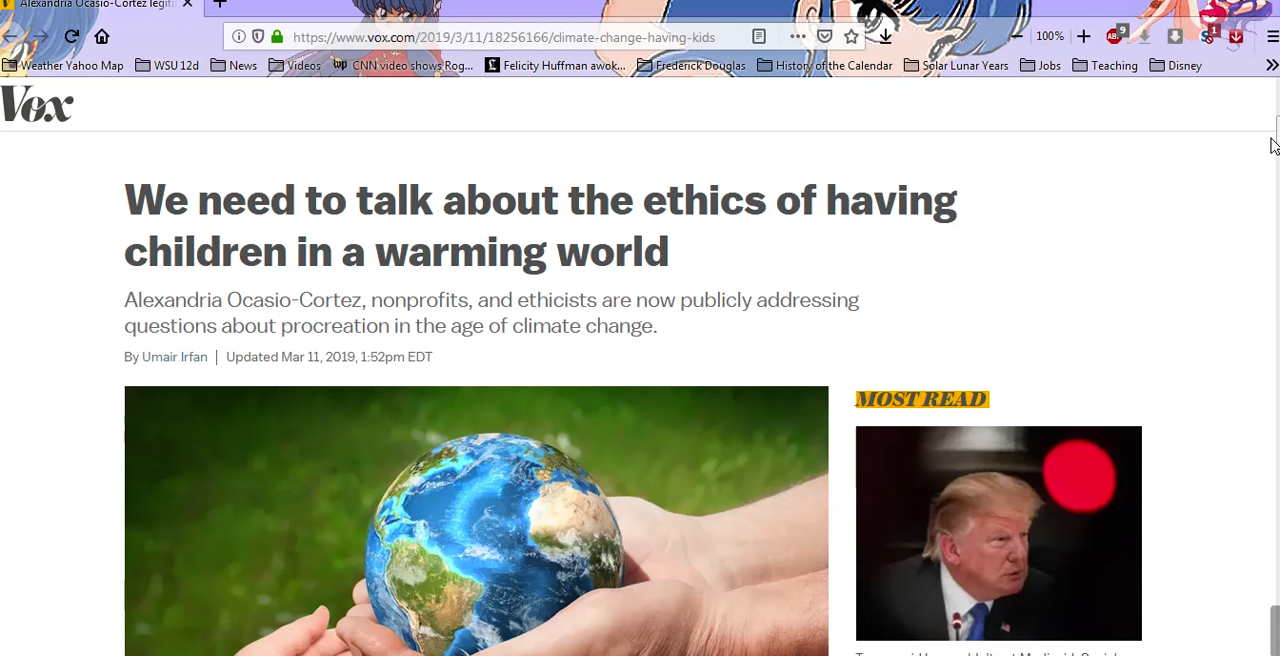 Alexandria Ocasio-Cortez legiti
https://www.vox.com/2019/3/11/18256166/climate-change-having-kids
100%
9
1
Weather Yahoo Map WSU 12d News Videos wp CNN video shows Rog... Felicity Huffman awok... Frederick Douglas History of the Calendar Solar Lunar Years Jobs Teaching Disney
Vox
We need to talk about the ethics of having
children in a warming world
Alexandria Ocasio-Cortez, nonprofits, and ethicists are now publicly addressing
questions about procreation in the age of climate change.
By Umair Irfan | Updated Mar 11, 2019, 1:52pm EDT
MOST READ